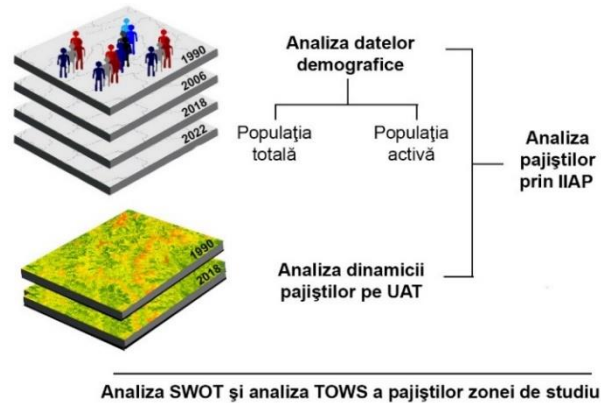 1990
2006
2018
2022
Analiza datelor
demografice
Populaţia
totală
Populaţia
activă
Analiza
pajiştilor
prin IIAP
1990
2018
Analiza dinamicii
pajiştilor pe UAT
Analiza SWOT şi analiza TOWS a pajiştilor zonei de studiu